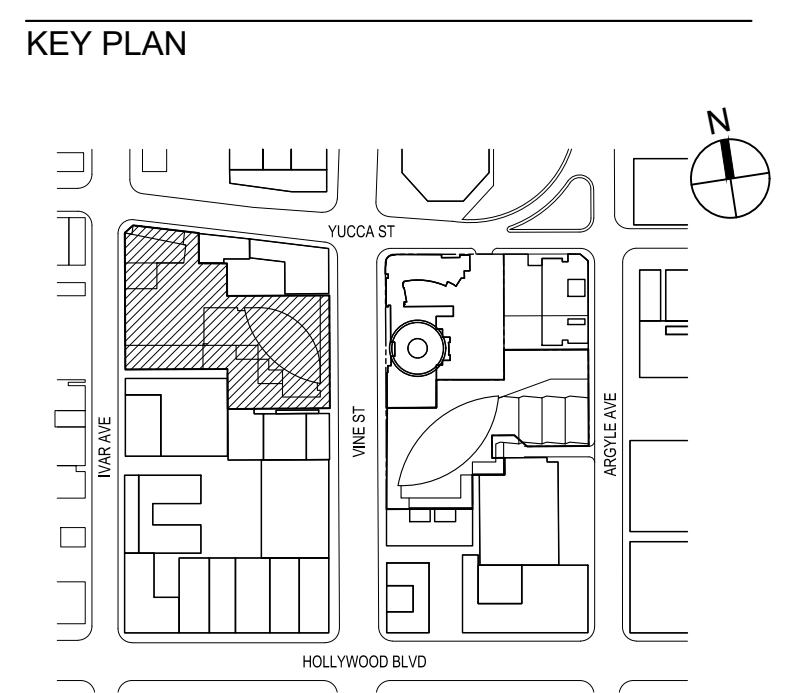 KEY PLAN
N
YUCCA ST
IVAR AVE
VINE ST
ARGYLE AVE
HOLLYWOOD BLVD